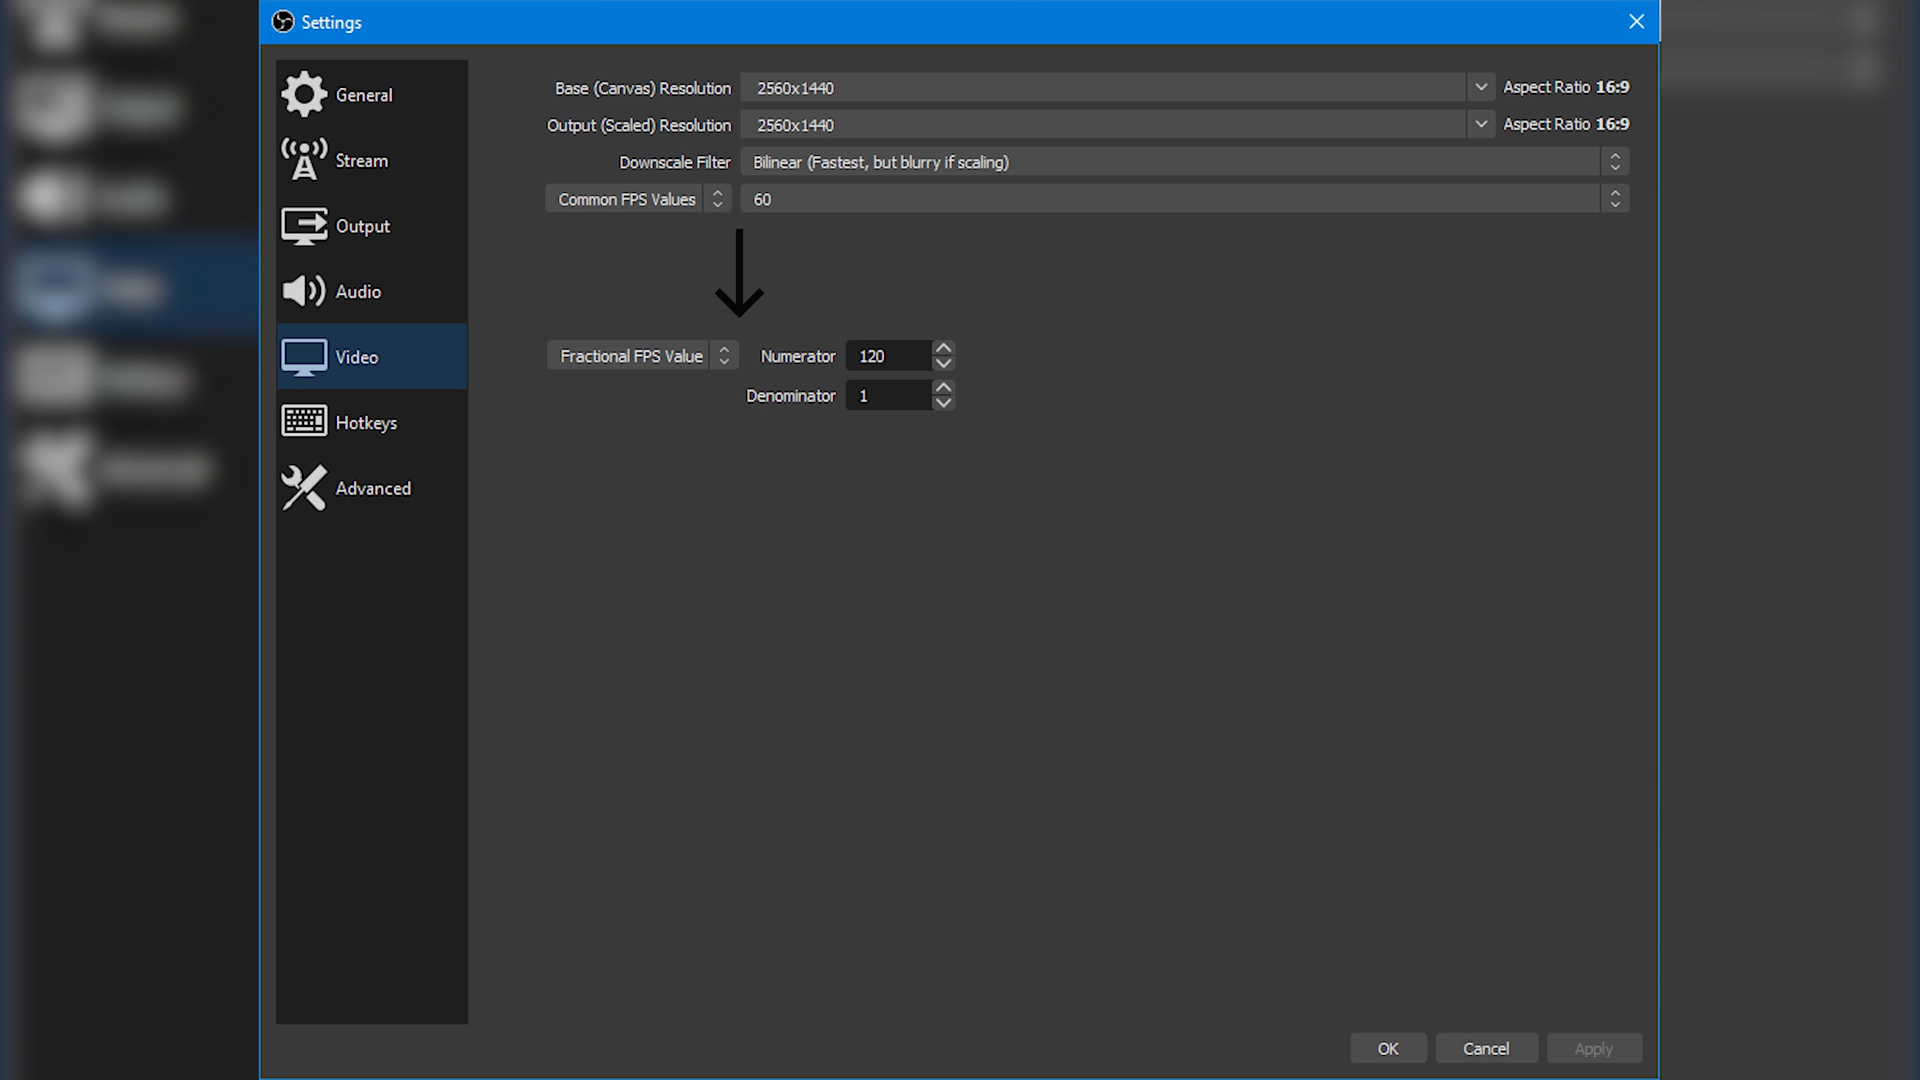 Settings
General
Stream
Output
Audio
Video
Hotkeys
Advanced
Base (Canvas) Resolution 2560x1440 Aspect Ratio 16:9
Output (Scaled) Resolution 2560x1440 Aspect Ratio 16:9
Downscale Filter Bilinear (Fastest, but blurry if scaling)
Common FPS Values 60
Fractional FPS Value Numerator 120
Denominator 1
OK Cancel Apply